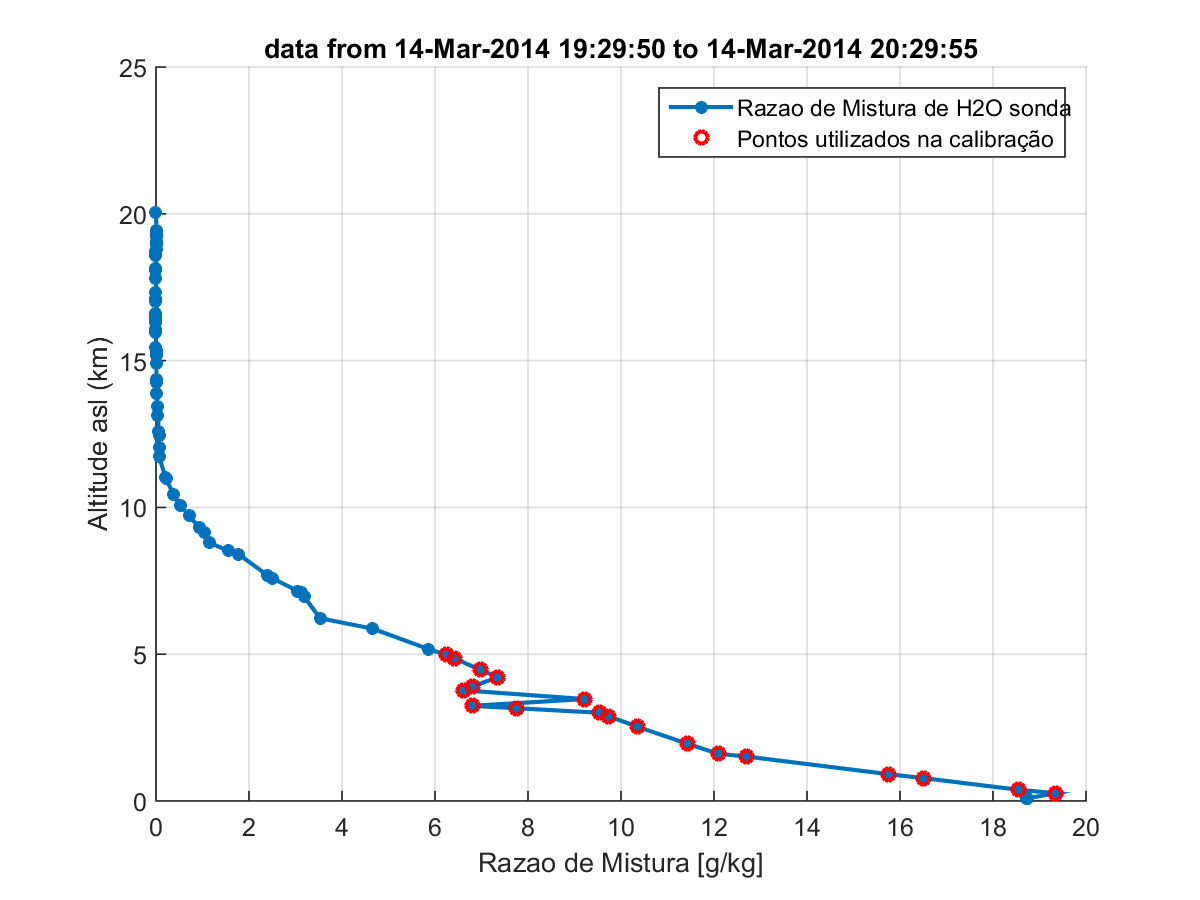 data from 14-Mar-2014 19:29:50 to 14-Mar-2014 20:29:55
Razao de Mistura de H2O sonda
Pontos utilizados na calibração
25
20
15
10
5
0
Altitude asl (km)
0 2 4 6 8 10 12 14 16 18 20
Razao de Mistura [g/kg]